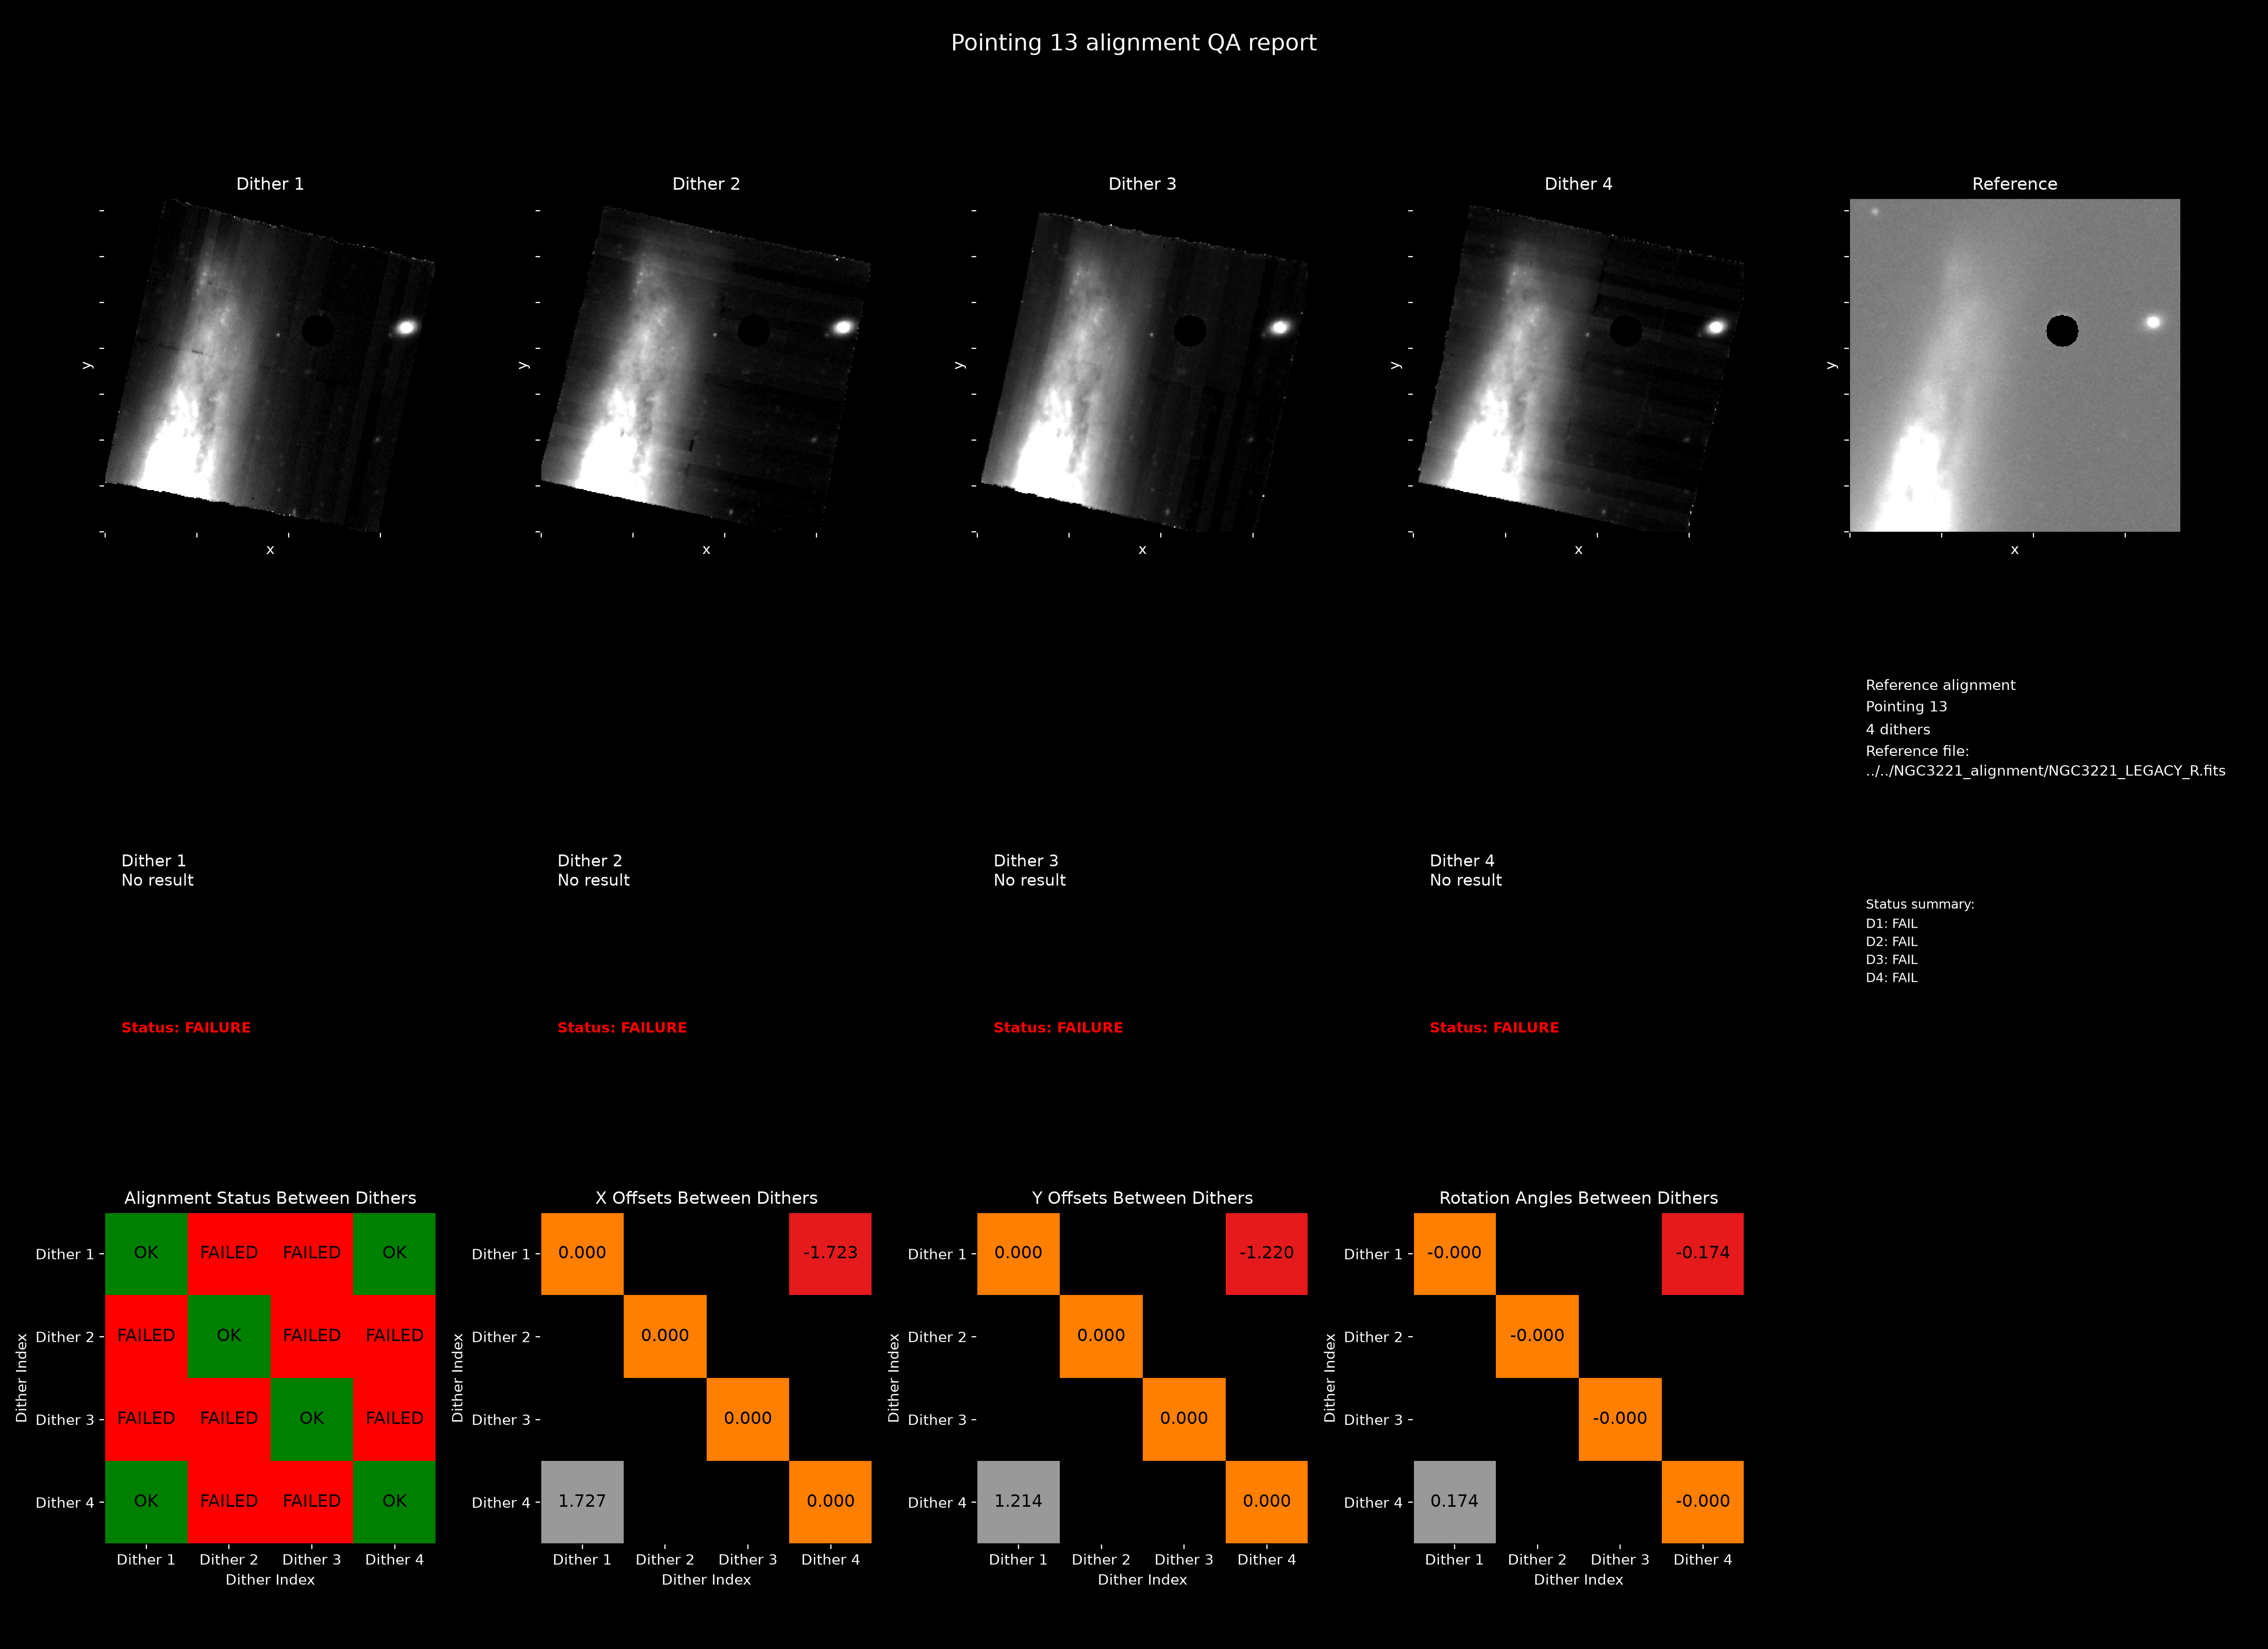 Pointing 13 alignment QA report
Dither 1
Dither 2
Dither 3
Dither 4
Reference
y
y
y
y
y
x
x
x
x
x
Reference alignment
Pointing 13
4 dithers
Reference file:
../../NGC3221_alignment/NGC3221_LEGACY_R.fits
Dither 1
No result
Dither 2
No result
Dither 3
No result
Dither 4
No result
Status summary:
D1: FAIL
D2: FAIL
D3: FAIL
D4: FAIL
Status: FAILURE
Status: FAILURE
Status: FAILURE
Status: FAILURE
Alignment Status Between Dithers
Dither Index
Dither 1 OK FAILED FAILED OK
Dither 2 FAILED OK FAILED FAILED
Dither 3 FAILED FAILED OK FAILED
Dither 4 OK FAILED FAILED OK
Dither 1 Dither 2 Dither 3 Dither 4
Dither Index
X Offsets Between Dithers
Dither Index
Dither 1 0.000 -1.723
Dither 2 0.000
Dither 3 0.000
Dither 4 1.727 0.000
Dither 1 Dither 2 Dither 3 Dither 4
Dither Index
Y Offsets Between Dithers
Dither Index
Dither 1 0.000 -1.220
Dither 2 0.000
Dither 3 0.000
Dither 4 1.214 0.000
Dither 1 Dither 2 Dither 3 Dither 4
Dither Index
Rotation Angles Between Dithers
Dither Index
Dither 1 -0.000 -0.174
Dither 2 -0.000
Dither 3 -0.000
Dither 4 0.174 -0.000
Dither 1 Dither 2 Dither 3 Dither 4
Dither Index